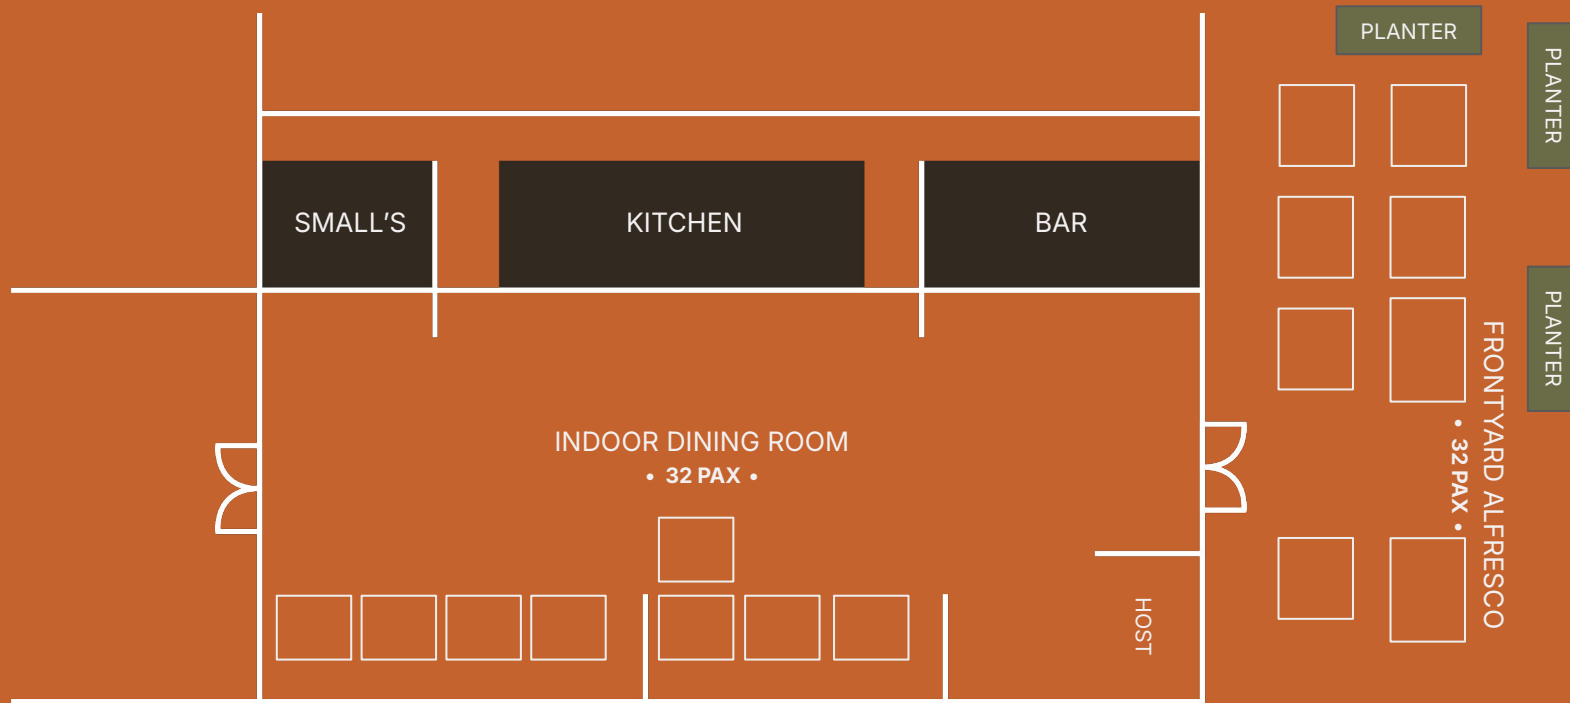 PLANTER
PLANTER
SMALL’S
KITCHEN
BAR
PLANTER
FRONTYARD ALFRESCO
• 32 PAX •
INDOOR DINING ROOM
• 32 PAX •
HOST